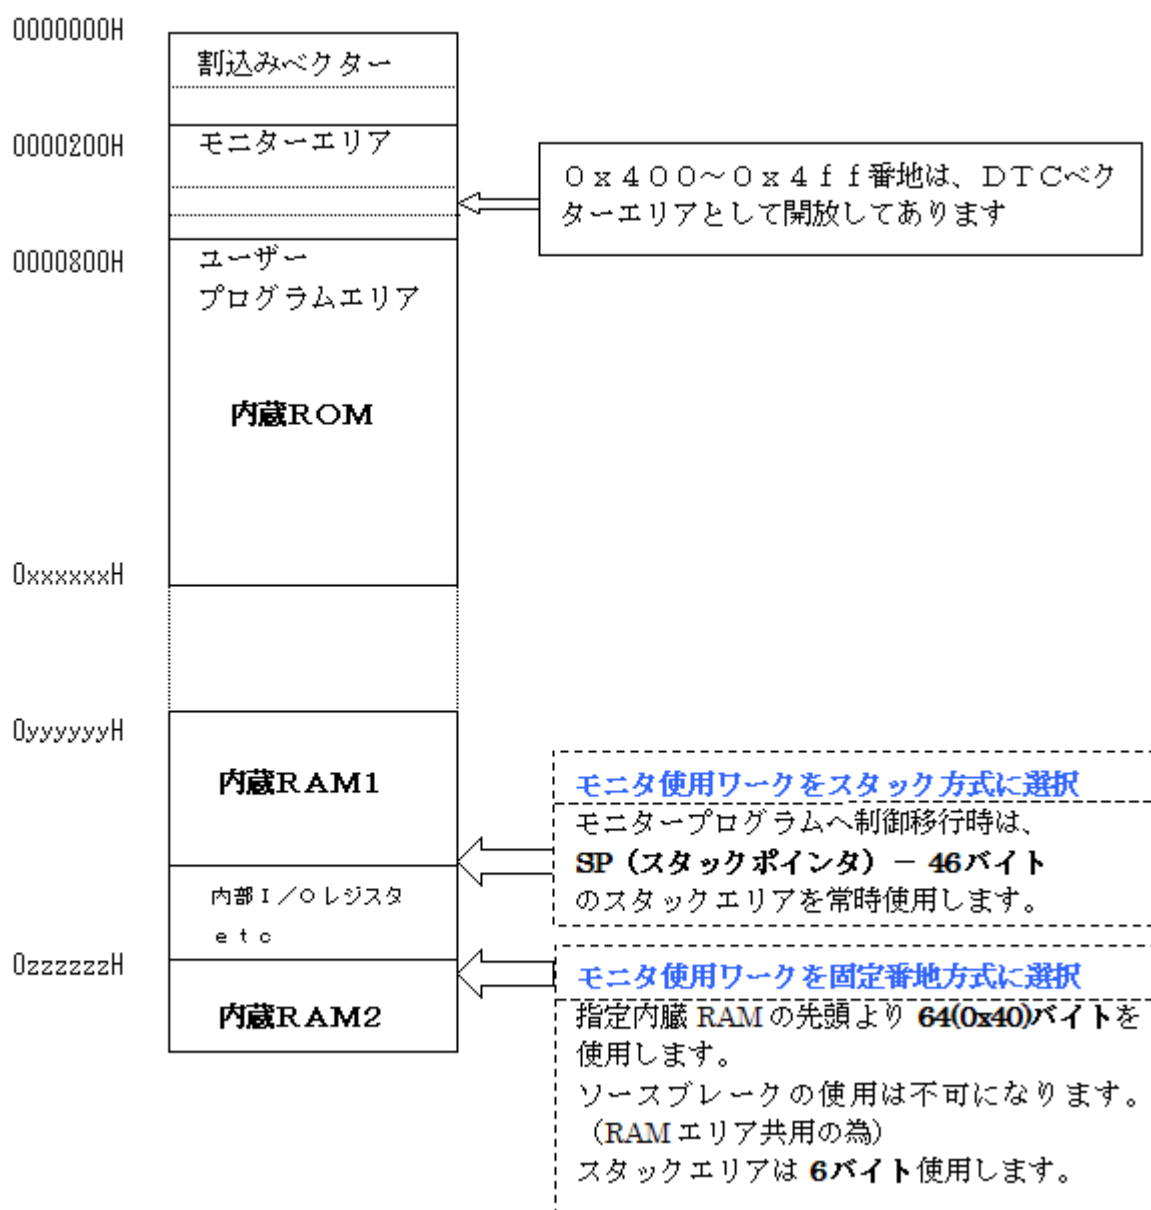 0000000H
割込みベクター
0000200H
モニターエリア
０ｘ４００～０ｘ４ｆｆ番地は、ＤＴＣベク
ターエリアとして開放してあります
0000800H
ユーザー
プログラムエリア
内蔵ＲＯＭ
0xxxxxxH
0yyyyyyH
内蔵ＲＡＭ１
モニタ使用ワークをスタック方式に選択
モニタープログラムへ制御移行時は、
SP（スタックポインタ）－ 46バイト
のスタックエリアを常時使用します。
内部Ｉ／Ｏレジスタ
ｅｔｃ
0zzzzzzH
内蔵ＲＡＭ２
モニタ使用ワークを固定番地方式に選択
指定内臓 RAM の先頭より 64(0x40)バイトを
使用します。
ソースブレークの使用は不可になります。
（RAM エリア共用の為）
スタックエリアは 6バイト使用します。